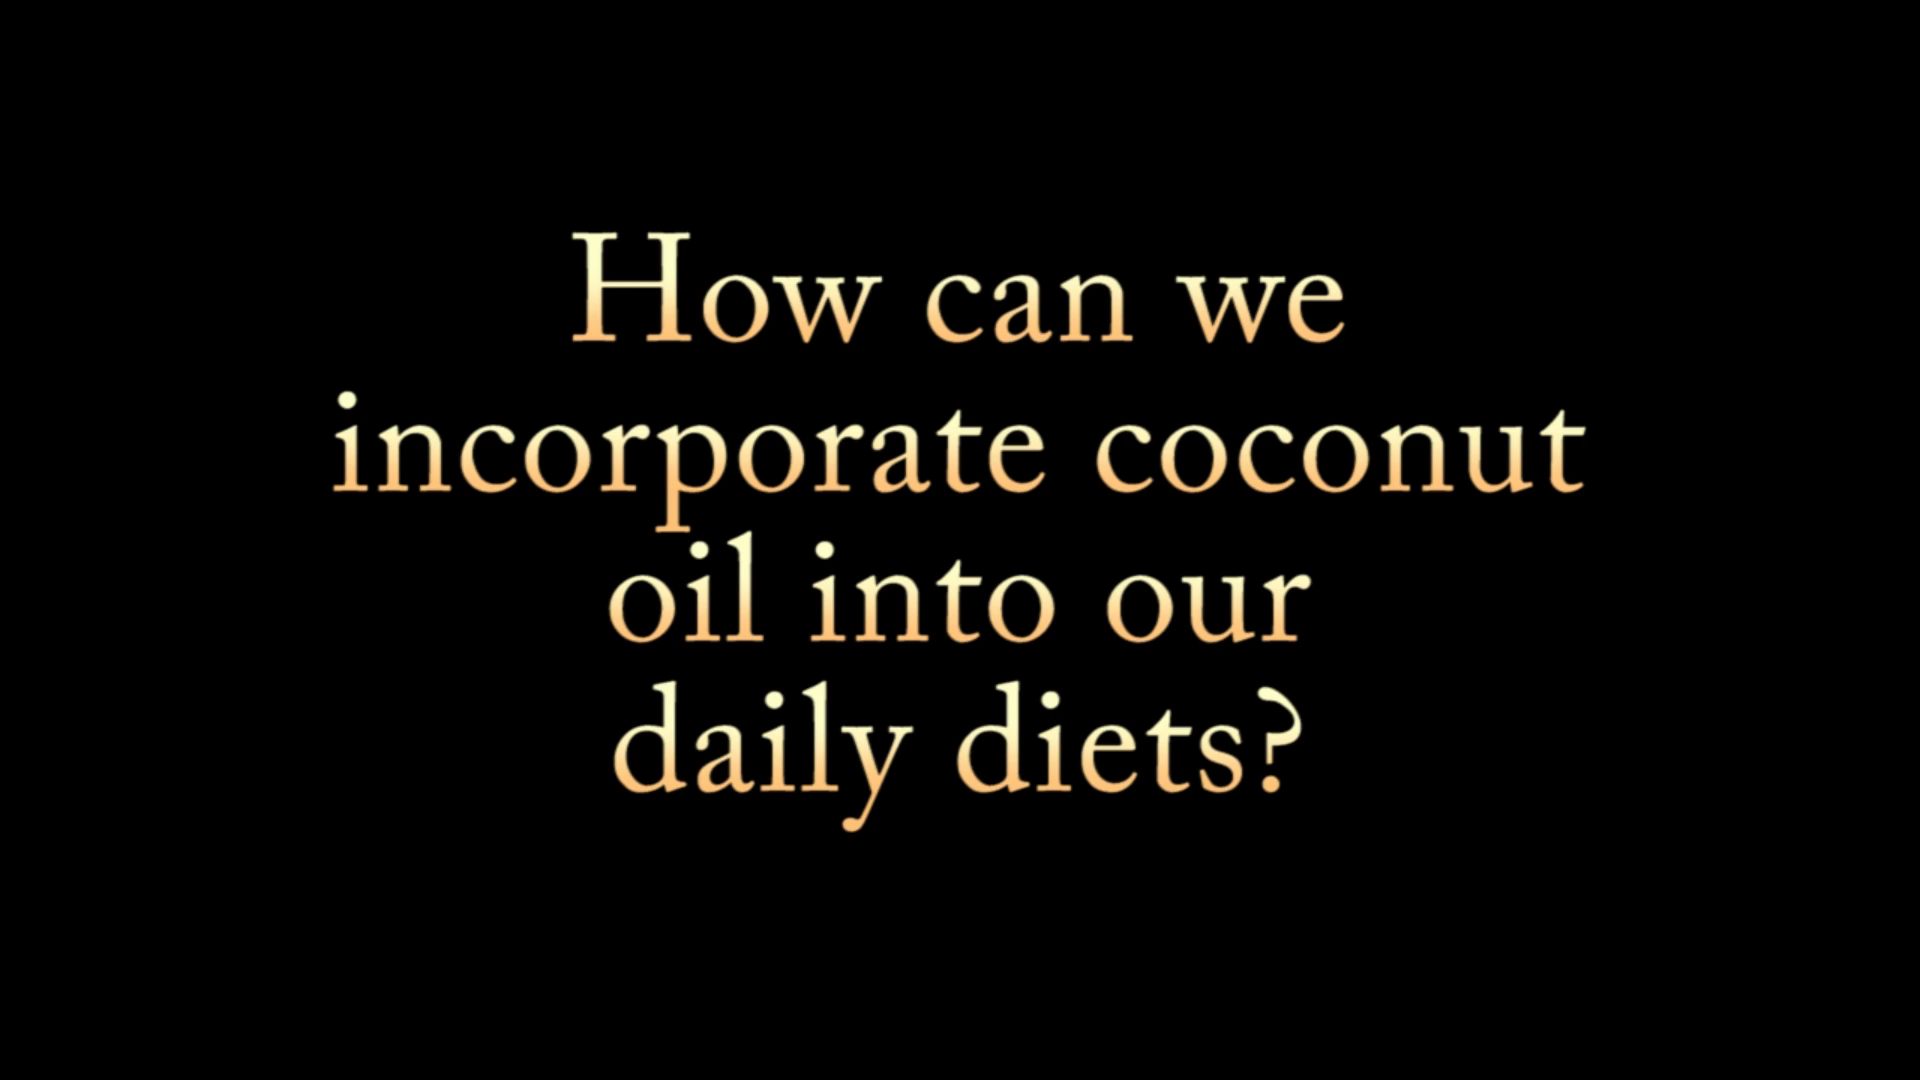 How can we
incorporate coconut
oil into our
daily diets?